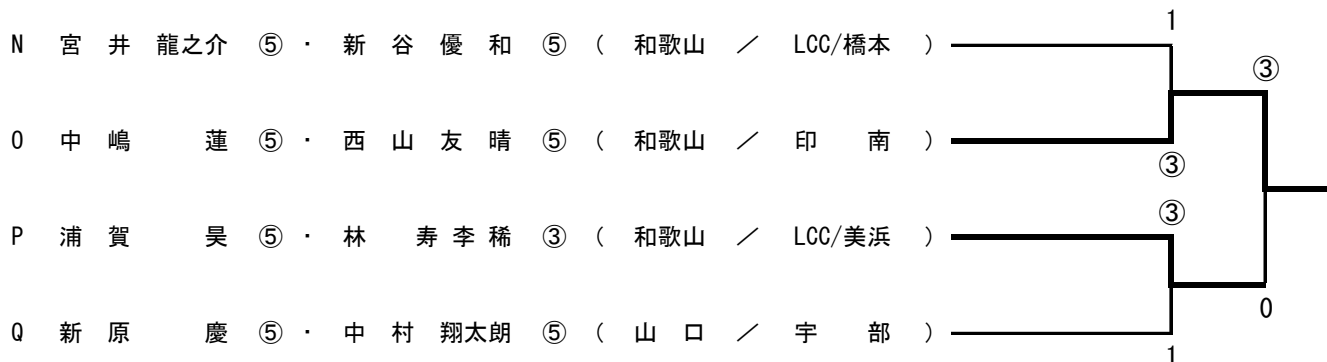 1
N 宮 井 龍之介 ⑤ ・ 新 谷 優 和 ⑤ ( 和歌山 ／ LCC/橋本 )
③
O 中 嶋 蓮 ⑤ ・ 西 山 友 晴 ⑤ ( 和歌山 ／ 印 南 )
③
③
P 浦 賀 昊 ⑤ ・ 林 寿 李 稀 ③ ( 和歌山 ／ LCC/美浜 )
0
Q 新 原 慶 ⑤ ・ 中 村 翔太朗 ⑤ ( 山 口 ／ 宇 部 )
1